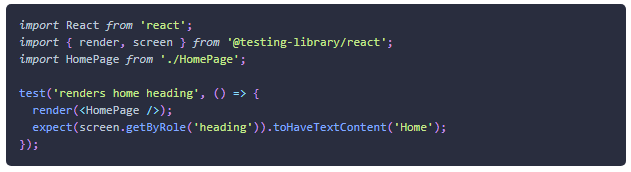 import React from 'react';
import { render, screen } from '@testing-library/react';
import HomePage from './HomePage';
test('renders home heading', () => {
render(<HomePage />);
expect(screen.getByRole('heading')).toHaveTextContent('Home');
});